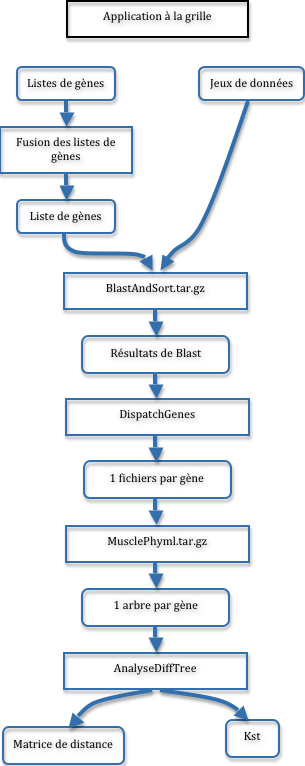 Application à la grille
Listes de gènes
Jeux de données
Fusion des listes de
gènes
Liste de gènes
BlastAndSort.tar.gz
Résultats de Blast
DispatchGenes
1 fichiers par gène
MusclePhyml.tar.gz
1 arbre par gène
AnalyseDiffTree
Matrice de distance
Kst